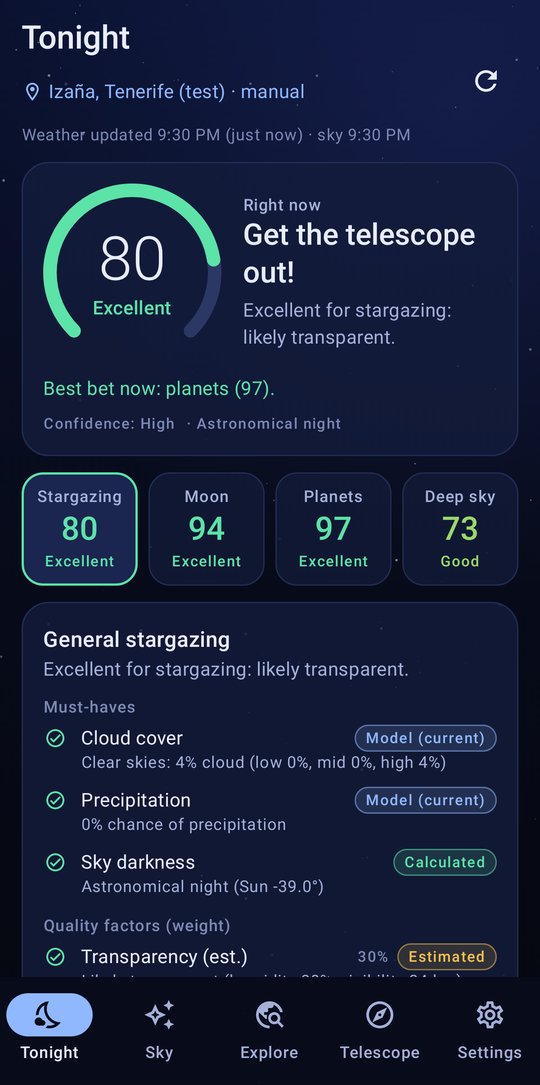 Tonight
Izaña, Tenerife (test) · manual
Weather updated 9:30 PM (just now) · sky 9:30 PM
80
Excellent
Right now
Get the telescope
out!
Excellent for stargazing:
likely transparent.
Best bet now: planets (97).
Confidence: High · Astronomical night
Stargazing
80
Excellent
Moon
94
Excellent
Planets
97
Excellent
Deep sky
73
Good
General stargazing
Excellent for stargazing: likely transparent.
Must-haves
Cloud cover Model (current)
Clear skies: 4% cloud (low 0%, mid 0%, high 4%)
Precipitation Model (current)
0% chance of precipitation
Sky darkness Calculated
Astronomical night (Sun -39.0°)
Quality factors (weight)
Transparency (est.) 30% Estimated
Tonight
Sky
Explore
Telescope
Settings